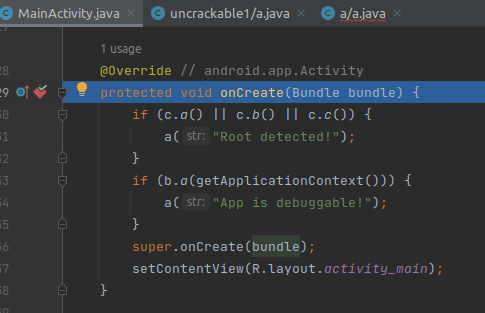 MainActivity.java × uncrackable1/a.java × a/a.java ×
1 usage
28 @Override // android.app.Activity
29 protected void onCreate(Bundle bundle) {
30 if (c.a() || c.b() || c.c()) {
31 a( str: "Root detected!");
32 }
33 if (b.a(getApplicationContext())) {
34 a( str: "App is debuggable!");
35 }
36 super.onCreate(bundle);
37 setContentView(R.layout.activity_main);
38 }